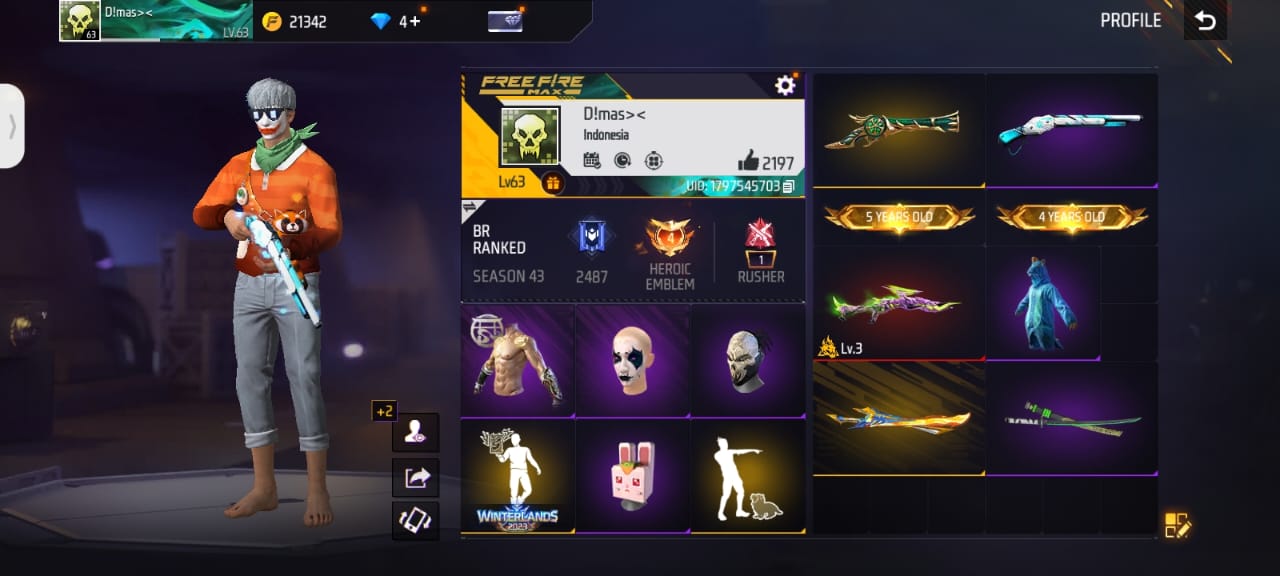 D!mas><
63
LV.63
21342
4+
PROFILE
FREE FIRE
MAX
D!mas><
Indonesia
2197
Lv63
UID: 1797545703
BR
RANKED
SEASON 43
2487
4
HEROIC
EMBLEM
1
RUSHER
5 YEARS OLD
4 YEARS OLD
Lv.3
+2
WINTERLANDS
2023